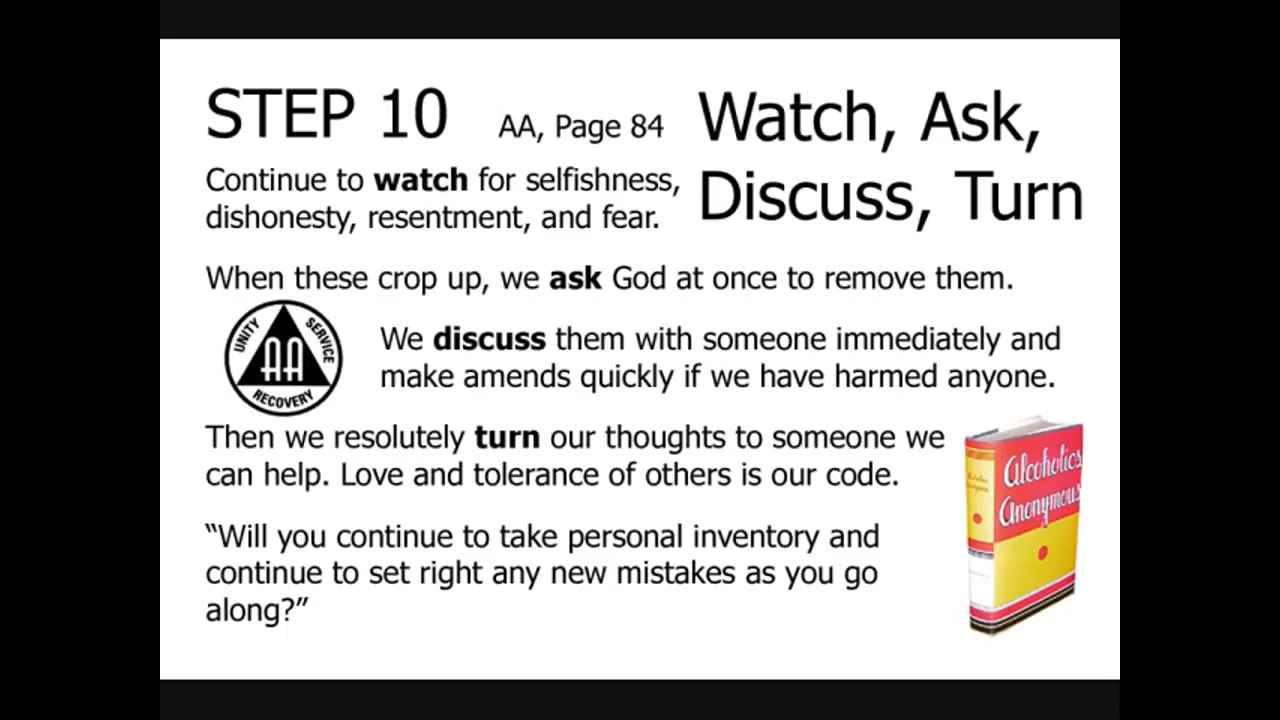 STEP 10
AA, Page 84
Watch, Ask,
Discuss, Turn
Continue to watch for selfishness,
dishonesty, resentment, and fear.
When these crop up, we ask God at once to remove them.
UNITY
SERVICE
AA
RECOVERY
We discuss them with someone immediately and
make amends quickly if we have harmed anyone.
Then we resolutely turn our thoughts to someone we
can help. Love and tolerance of others is our code.
Alcoholics
Anonymous
“Will you continue to take personal inventory and
continue to set right any new mistakes as you go
along?”